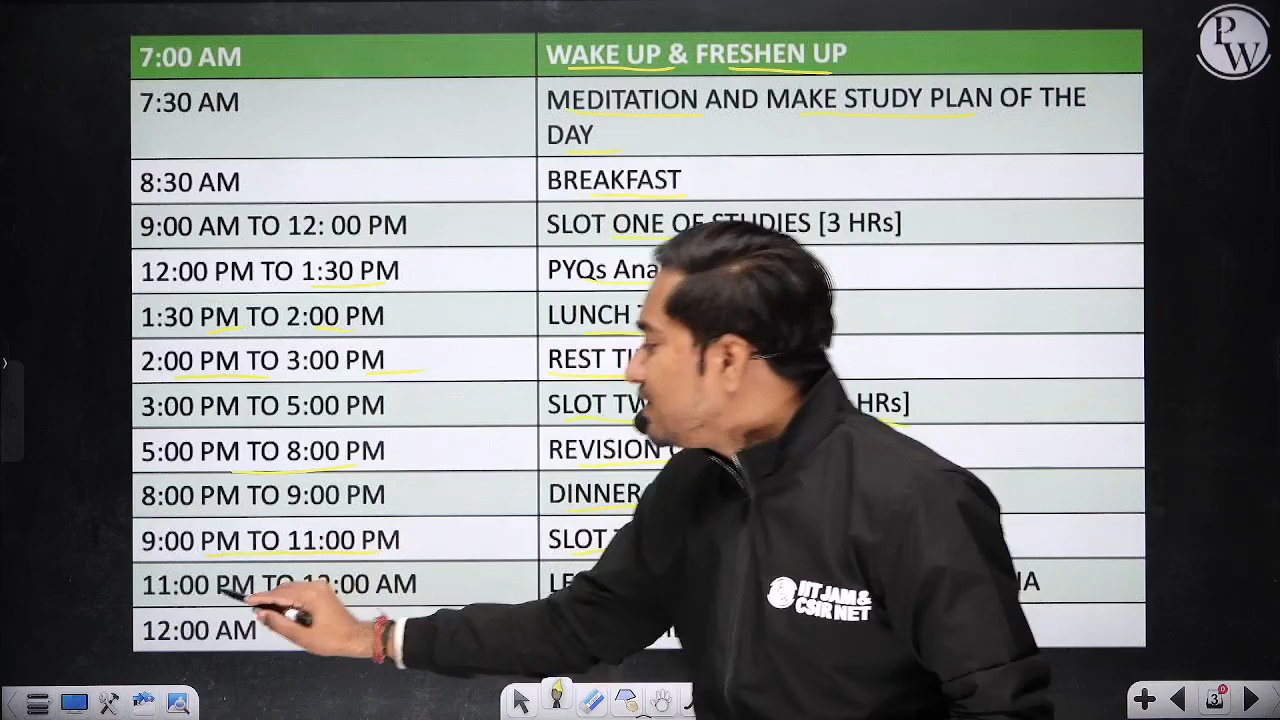 PW
7:00 AM WAKE UP & FRESHEN UP
7:30 AM MEDITATION AND MAKE STUDY PLAN OF THE
DAY
8:30 AM BREAKFAST
9:00 AM TO 12: 00 PM SLOT ONE OF STUDIES [3 HRs]
12:00 PM TO 1:30 PM PYQs
1:30 PM TO 2:00 PM LUNCH
2:00 PM TO 3:00 PM REST
3:00 PM TO 5:00 PM SLOT HRs]
5:00 PM TO 8:00 PM REVISION
8:00 PM TO 9:00 PM DINNER
9:00 PM TO 11:00 PM SLOT
11:00 PM TO 12:00 AM
12:00 AM
IIT JAM &
CSIR NET
3
0